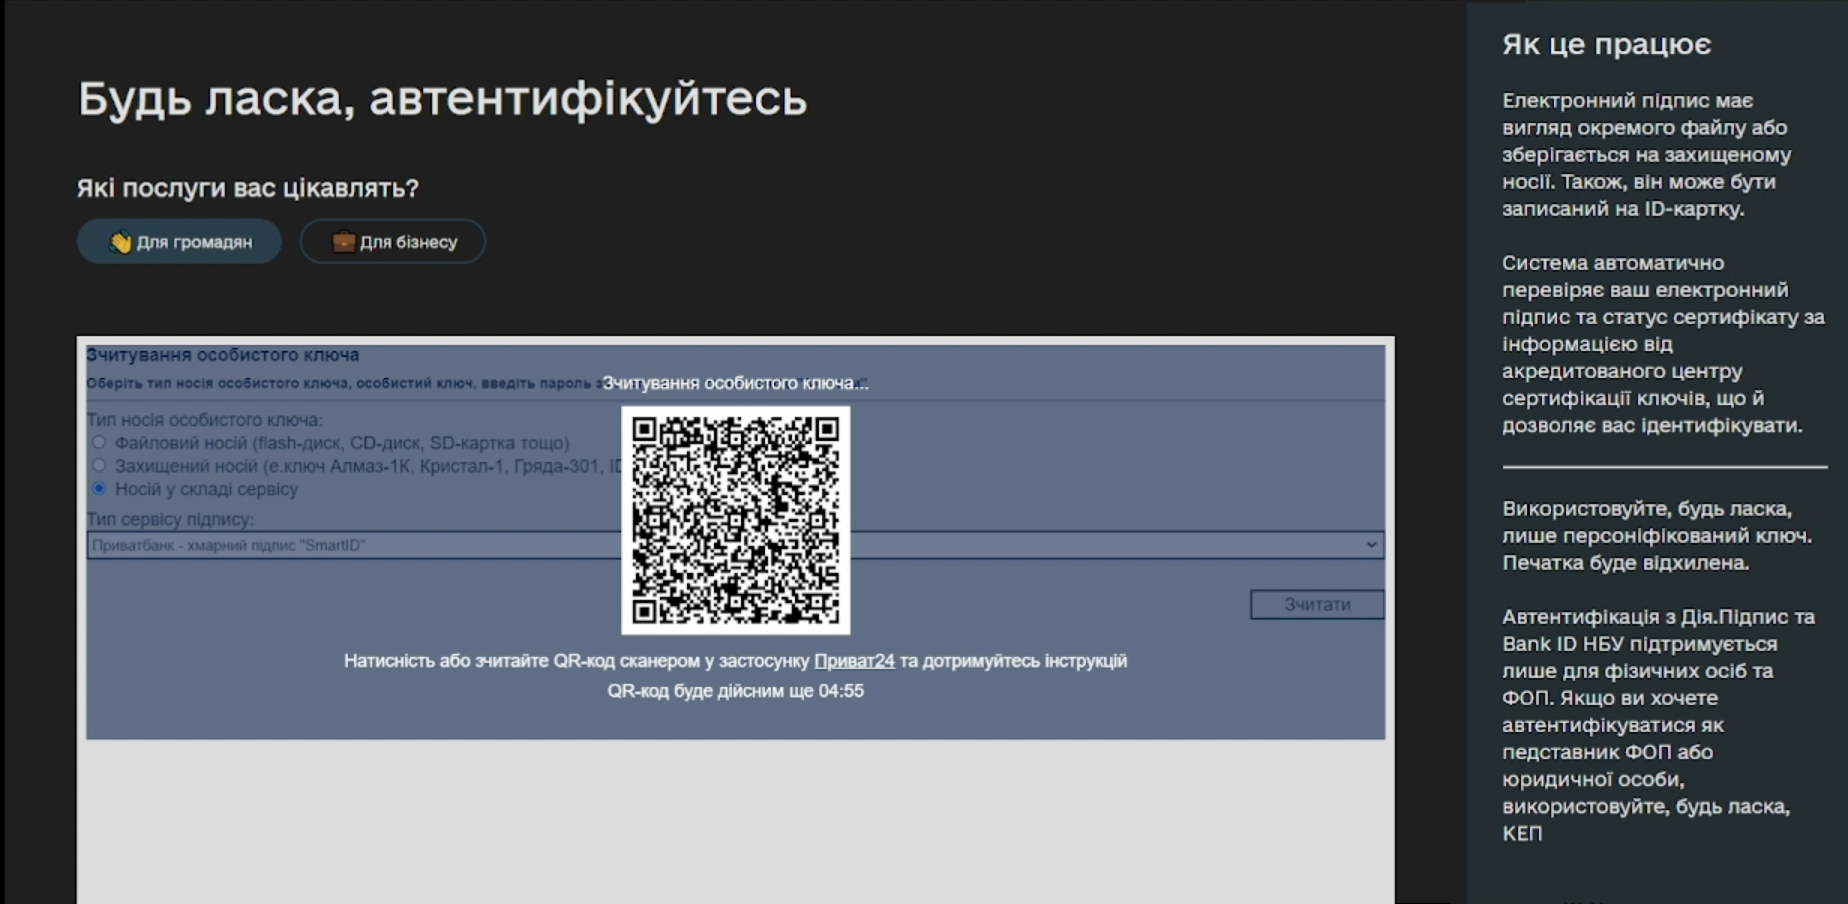 Будь ласка, автентифікуйтесь
Які послуги вас цікавлять?
Для громадян
Для бізнесу
Зчитування особистого ключа
Оберіть тип носія особистого ключа, особистий ключ, введіть пароль
Зчитування особистого ключа...
Тип носія особистого ключа:
Файловий носій (flash-диск, CD-диск, SD-картка тощо)
Захищений носій (е.ключ Алмаз-1К, Кристал-1, Гряда-301,
Носій у складі сервісу
Тип сервісу підпису:
Приватбанк - хмарний підпис "SmartID"
Зчитати
Натисність або зчитайте QR-код сканером у застосунку Приват24 та дотримуйтесь інструкцій
QR-код буде дійсним ще 04:55
Як це працює
Електронний підпис має
вигляд окремого файлу або
зберігається на захищеному
носії. Також, він може бути
записаний на ID-картку.
Система автоматично
перевіряє ваш електронний
підпис та статус сертифікату за
інформацією від
акредитованого центру
сертифікації ключів, що й
дозволяє вас ідентифікувати.
Використовуйте, будь ласка,
лише персоніфікований ключ.
Печатка буде відхилена.
Автентифікація з Дія.Підпис та
Bank ID НБУ підтримується
лише для фізичних осіб та
ФОП. Якщо ви хочете
автентифікуватися як
педставник ФОП або
юридичної особи,
використовуйте, будь ласка,
КЕП